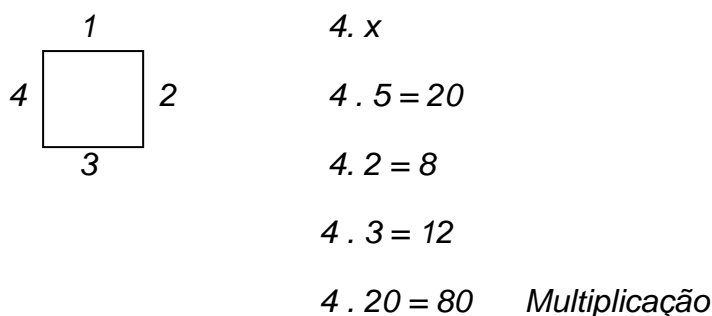 1 4. x
4 2 4 . 5 = 20
3 4. 2 = 8
4 . 3 = 12
4 . 20 = 80 Multiplicação